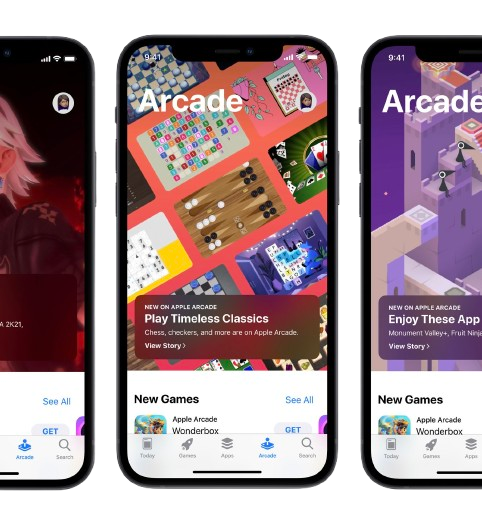 A 2K21,
See All
GET
Arcade
Search
9:41
Arcade
NEW ON APPLE ARCADE
Play Timeless Classics
Chess, checkers, and more are on Apple Arcade.
View Story
New Games
See All
Apple Arcade
Wonderbox
GET
Today
Games
Apps
Arcade
Search
9:41
Arcade
NEW ON APPLE ARCADE
Enjoy These App
Monument Valley+, Fruit Ninja
View Story
New Games
Apple Arcade
Wonderbox
Today
Games
Apps